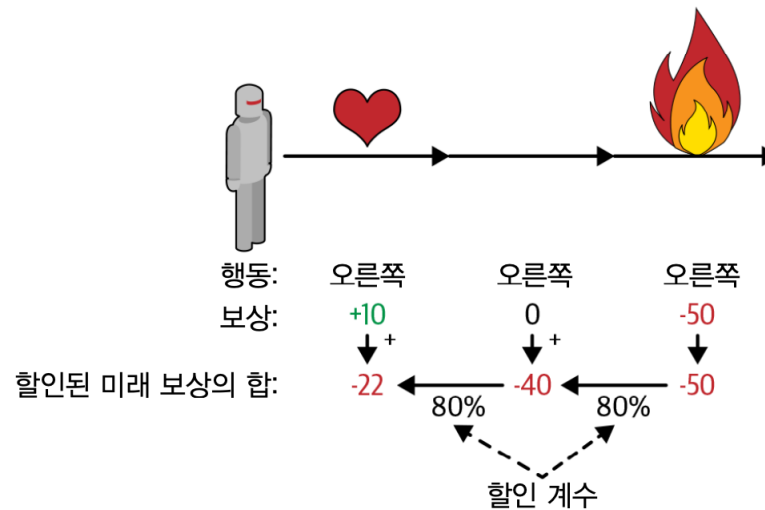 행동: 오른쪽 오른쪽 오른쪽
보상: +10 0 -50
+ +
할인된 미래 보상의 합: -22 -40 -50
80% 80%
할인 계수